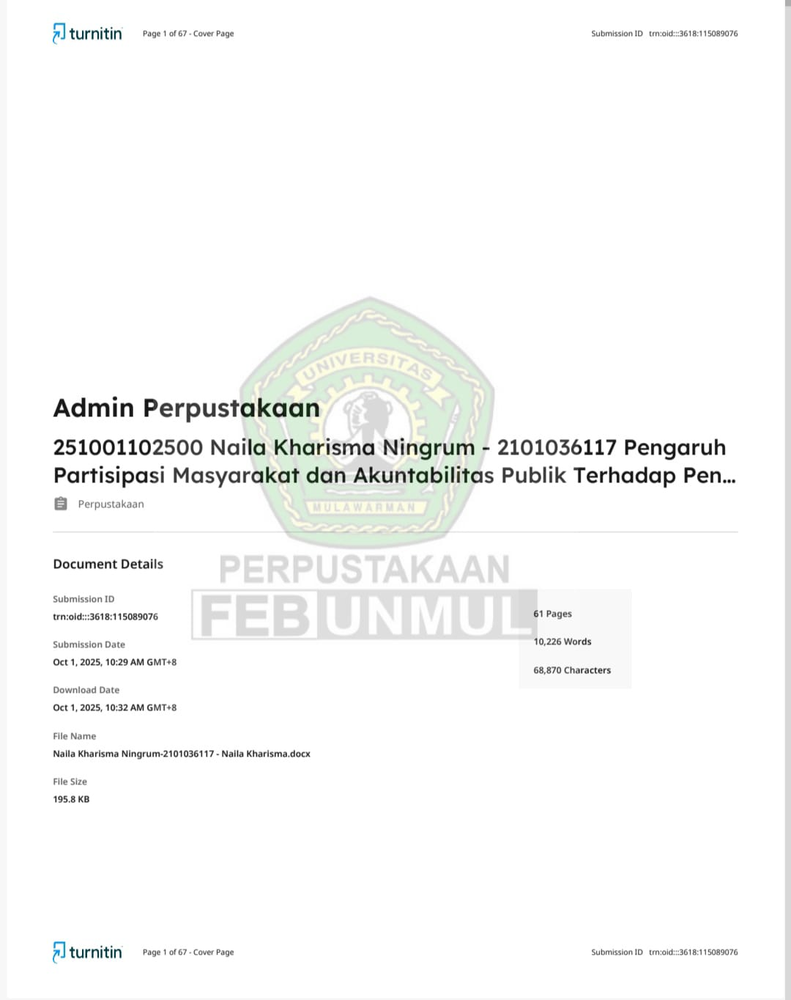 turnitin Page 1 of 67 - Cover Page Submission ID trn:oid:::3618:115089076
UNIVERSITAS
Admin Perpustakaan
251001102500 Naila Kharisma Ningrum - 2101036117 Pengaruh
Partisipasi Masyarakat dan Akuntabilitas Publik Terhadap Pen...
Perpustakaan
MULAWARMAN
PERPUSTAKAAN
FEB UNMUL
Document Details
Submission ID
trn:oid:::3618:115089076
Submission Date
Oct 1, 2025, 10:29 AM GMT+8
Download Date
Oct 1, 2025, 10:32 AM GMT+8
File Name
Naila Kharisma Ningrum-2101036117 - Naila Kharisma.docx
File Size
195.8 KB
61 Pages
10,226 Words
68,870 Characters
turnitin Page 1 of 67 - Cover Page Submission ID trn:oid:::3618:115089076